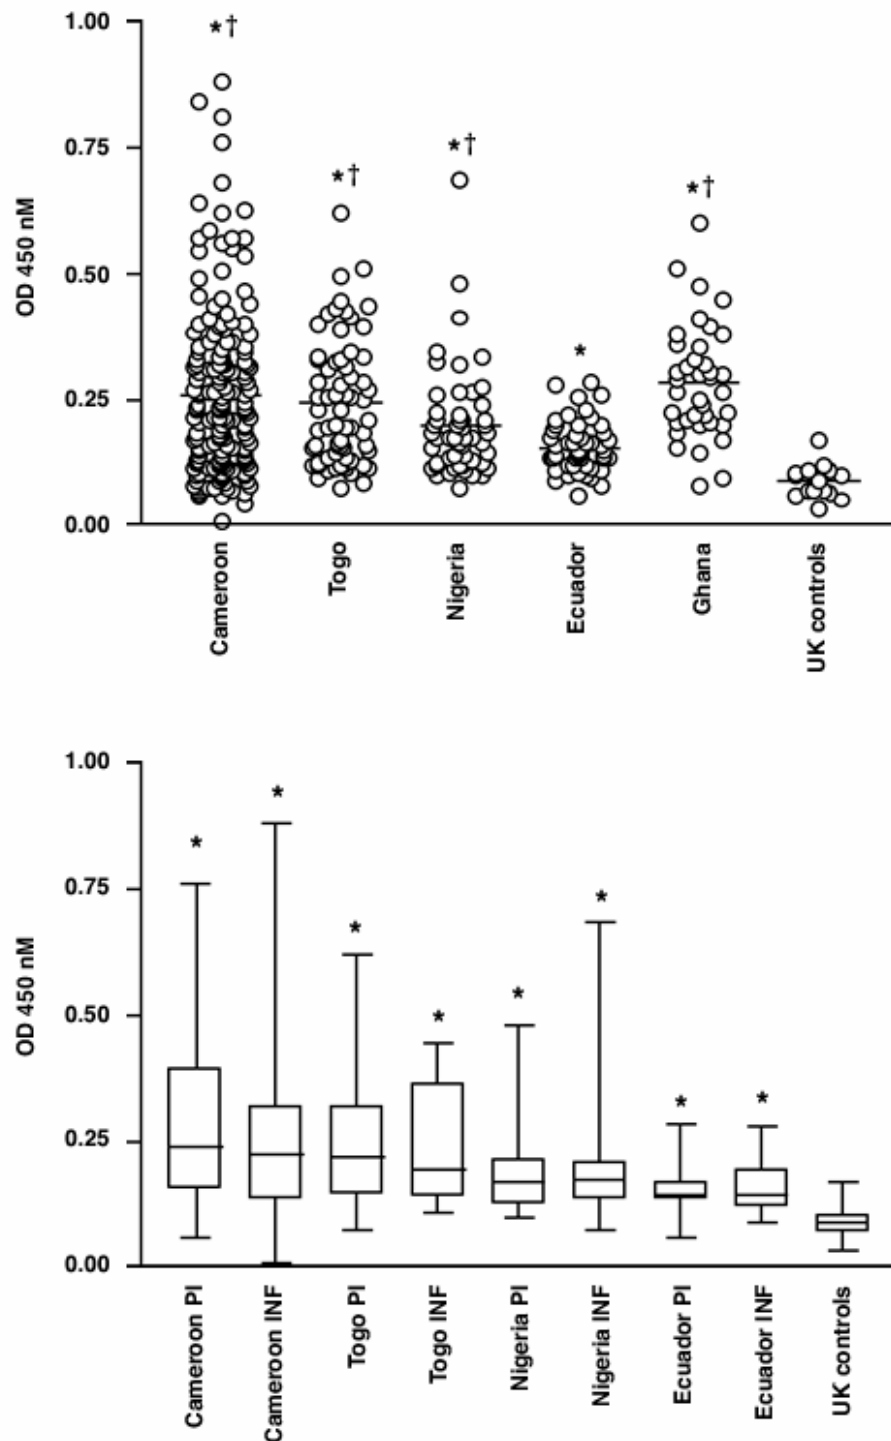 1.00
0.75
0.50
0.25
0.00
OD 450 nM
*†
*†
*†
*
*†
Cameroon
Togo
Nigeria
Ecuador
Ghana
UK controls
1.00
0.75
0.50
0.25
0.00
OD 450 nM
*
*
*
*
*
*
*
*
Cameroon PI
Cameroon INF
Togo PI
Togo INF
Nigeria PI
Nigeria INF
Ecuador PI
Ecuador INF
UK controls